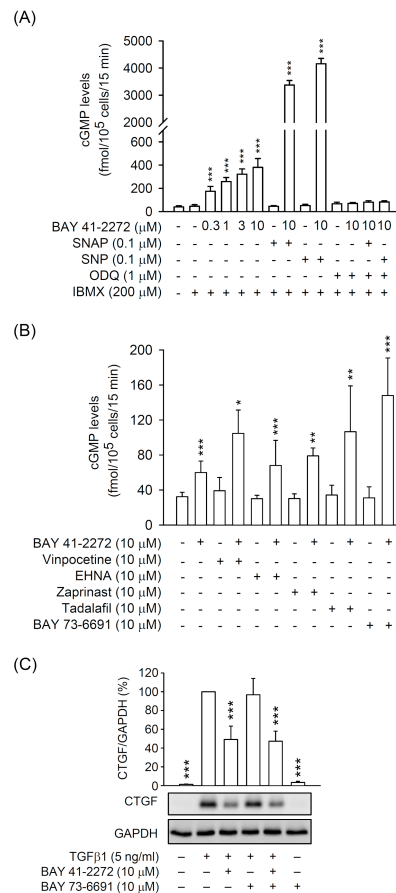 (A)
cGMP levels
(fmol/10⁵ cells/15 min)
5000
4000
3000
400
200
0
*** *** *** *** *** ***
BAY 41-2272 (μM) - - 0.3 1 3 10 - 10 - 10 - 10 10 10
SNAP (0.1 μM) - - - - - - + + - - - - + -
SNP (0.1 μM) - - - - - - - - + + - - - +
ODQ (1 μM) - - - - - - - - - - + + + +
IBMX (200 μM) - + + + + + + + + + + + + +
(B)
cGMP levels
(fmol/10⁵ cells/15 min)
200
160
120
80
40
0
*** * *** ** ** ***
BAY 41-2272 (10 μM) - + - + - + - + - + - +
Vinpocetine (10 μM) - - + + - - - - - - - -
EHNA (10 μM) - - - - + + - - - - - -
Zaprinast (10 μM) - - - - - - + + - - - -
Tadalafil (10 μM) - - - - - - - - + + - -
BAY 73-6691 (10 μM) - - - - - - - - - - + +
(C)
CTGF/GAPDH (%)
120
100
80
60
40
20
0
*** *** *** ***
CTGF
GAPDH
TGFβ1 (5 ng/ml) - + + + + -
BAY 41-2272 (10 μM) - - + - + -
BAY 73-6691 (10 μM) - - - + + +